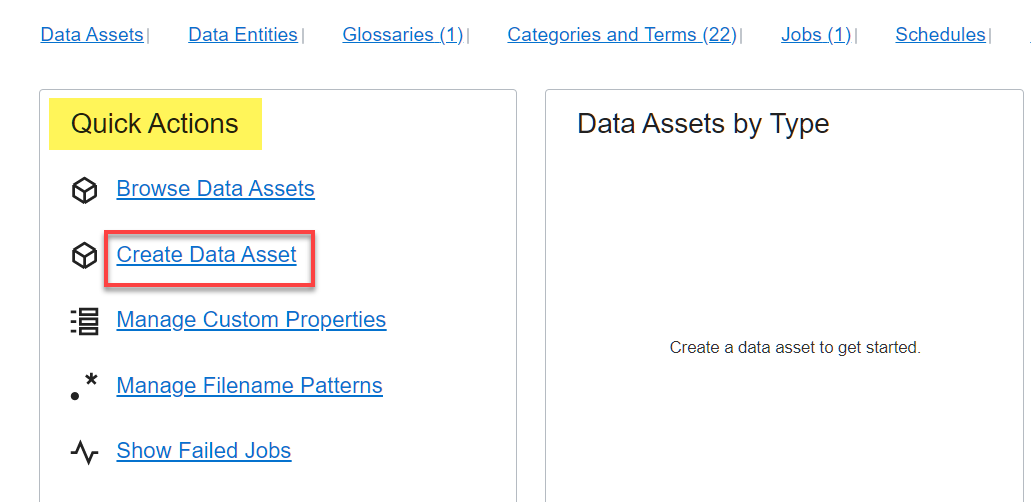 Data Assets| Data Entities| Glossaries (1)| Categories and Terms (22)| Jobs (1)| Schedules|
Quick Actions
Browse Data Assets
Create Data Asset
Manage Custom Properties
Manage Filename Patterns
Show Failed Jobs
Data Assets by Type
Create a data asset to get started.